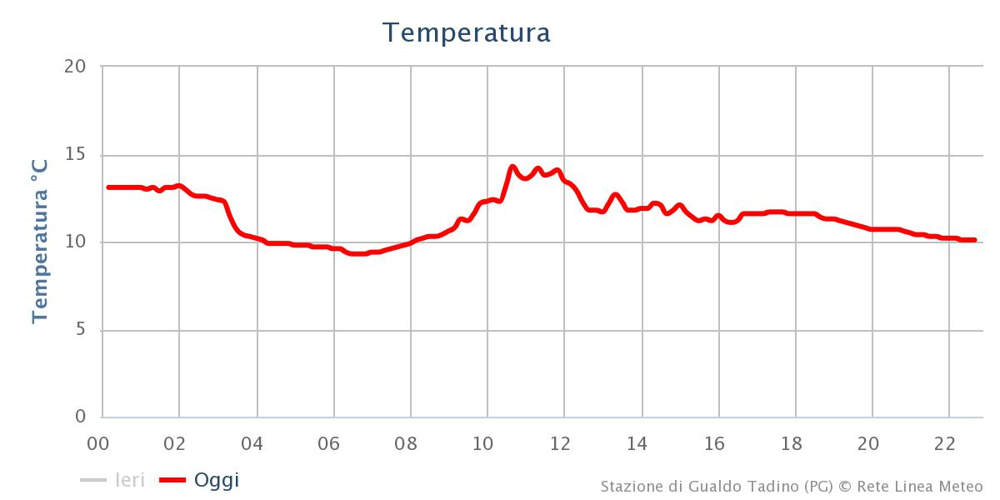 Temperatura
20
15
10
5
0
Temperatura °C
00 02 04 06 08 10 12 14 16 18 20 22
Ieri Oggi
Stazione di Gualdo Tadino (PG) © Rete Linea Meteo